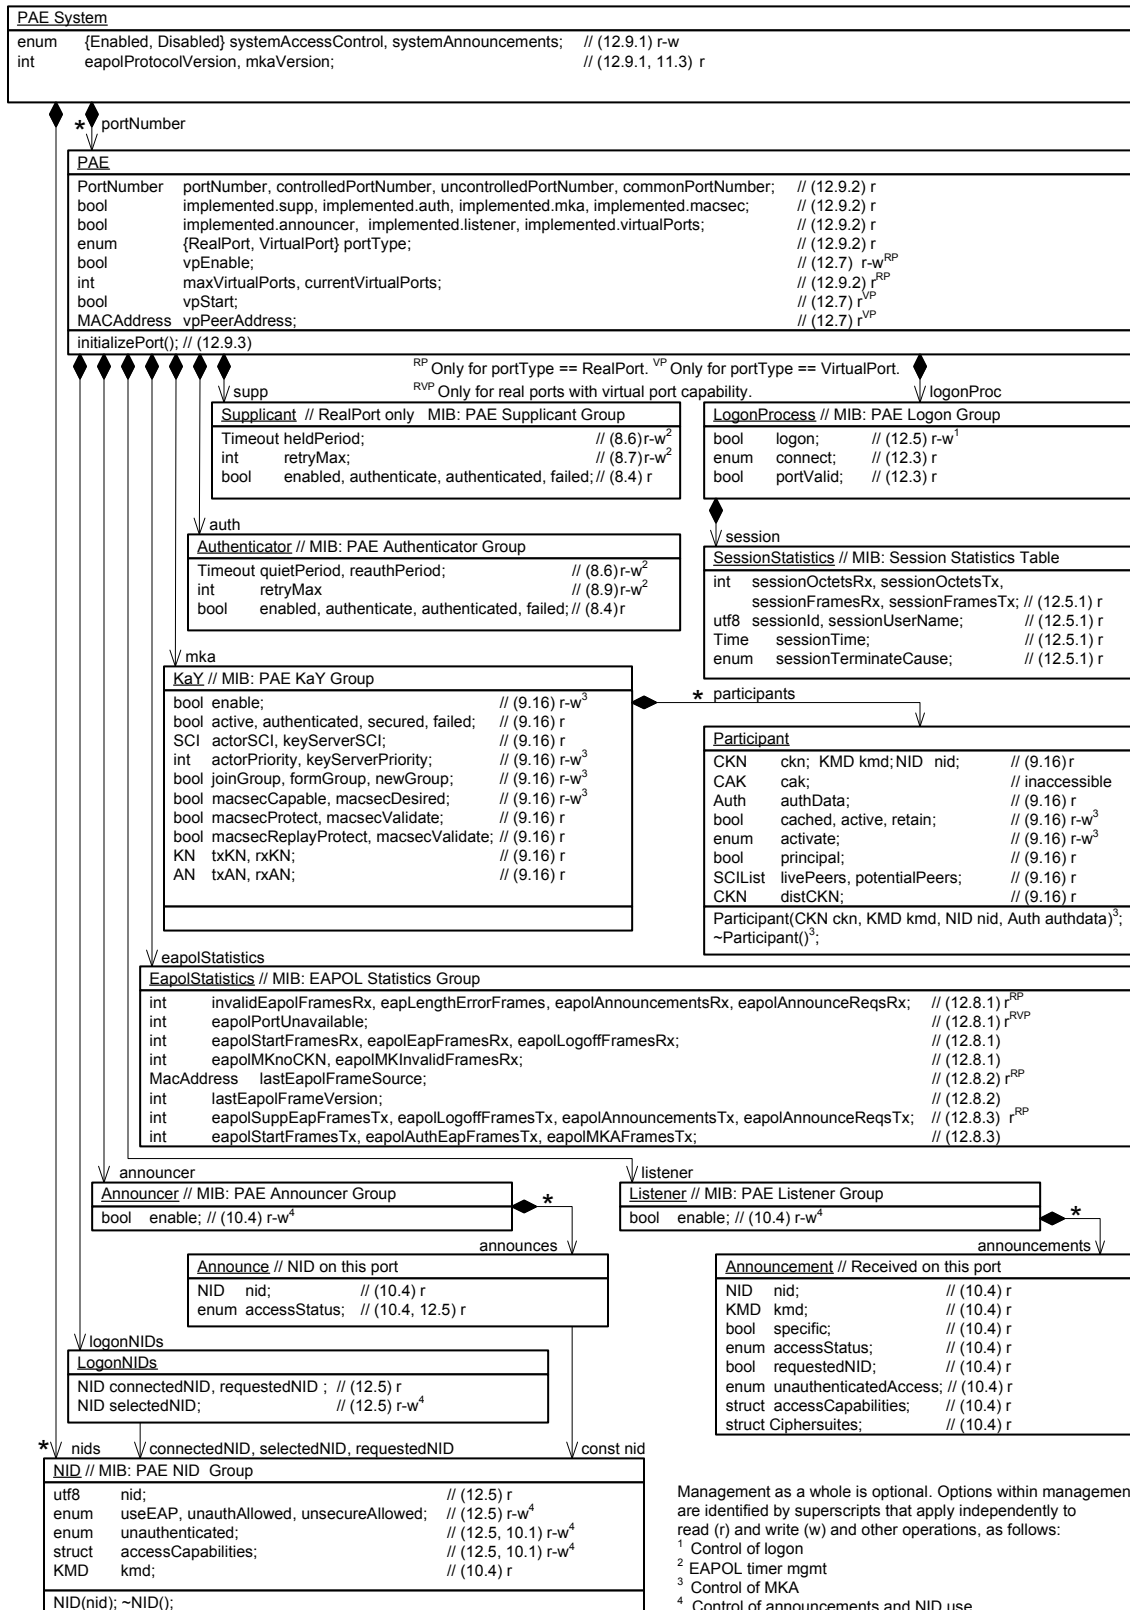 PAE System
enum {Enabled, Disabled} systemAccessControl, systemAnnouncements; // (12.9.1) r-w
int eapolProtocolVersion, mkaVersion; // (12.9.1, 11.3) r
* portNumber
PAE
PortNumber portNumber, controlledPortNumber, uncontrolledPortNumber, commonPortNumber; // (12.9.2) r
bool implemented.supp, implemented.auth, implemented.mka, implemented.macsec; // (12.9.2) r
bool implemented.announcer, implemented.listener, implemented.virtualPorts; // (12.9.2) r
enum {RealPort, VirtualPort} portType; // (12.9.2) r
bool vpEnable; // (12.7) r-w^RP
int maxVirtualPorts, currentVirtualPorts; // (12.9.2) r^RP
bool vpStart; // (12.7) r^VP
MACAddress vpPeerAddress; // (12.7) r^VP
initializePort(); // (12.9.3)
^RP Only for portType == RealPort. ^VP Only for portType == VirtualPort.
^RVP Only for real ports with virtual port capability.
supp
Supplicant // RealPort only MIB: PAE Supplicant Group
Timeout heldPeriod; // (8.6) r-w^2
int retryMax; // (8.7) r-w^2
bool enabled, authenticate, authenticated, failed; // (8.4) r
logonProc
LogonProcess // MIB: PAE Logon Group
bool logon; // (12.5) r-w^1
enum connect; // (12.3) r
bool portValid; // (12.3) r
auth
Authenticator // MIB: PAE Authenticator Group
Timeout quietPeriod, reauthPeriod; // (8.6) r-w^2
int retryMax // (8.9) r-w^2
bool enabled, authenticate, authenticated, failed; // (8.4) r
session
SessionStatistics // MIB: Session Statistics Table
int sessionOctetsRx, sessionOctetsTx,
sessionFramesRx, sessionFramesTx; // (12.5.1) r
utf8 sessionId, sessionUserName; // (12.5.1) r
Time sessionTime; // (12.5.1) r
enum sessionTerminateCause; // (12.5.1) r
mka
KaY // MIB: PAE KaY Group
bool enable; // (9.16) r-w^3
bool active, authenticated, secured, failed; // (9.16) r
SCI actorSCI, keyServerSCI; // (9.16) r
int actorPriority, keyServerPriority; // (9.16) r-w^3
bool joinGroup, formGroup, newGroup; // (9.16) r-w^3
bool macsecCapable, macsecDesired; // (9.16) r-w^3
bool macsecProtect, macsecValidate; // (9.16) r
bool macsecReplayProtect, macsecValidate; // (9.16) r
KN txKN, rxKN; // (9.16) r
AN txAN, rxAN; // (9.16) r
* participants
Participant
CKN ckn; KMD kmd; NID nid; // (9.16) r
CAK cak; // inaccessible
Auth authData; // (9.16) r
bool cached, active, retain; // (9.16) r-w^3
enum activate; // (9.16) r-w^3
bool principal; // (9.16) r
SCIList livePeers, potentialPeers; // (9.16) r
CKN distCKN; // (9.16) r
Participant(CKN ckn, KMD kmd, NID nid, Auth authdata)^3;
~Participant()^3;
eapolStatistics
EapolStatistics // MIB: EAPOL Statistics Group
int invalidEapolFramesRx, eapLengthErrorFrames, eapolAnnouncementsRx, eapolAnnounceReqsRx; // (12.8.1) r^RP
int eapolPortUnavailable; // (12.8.1) r^RVP
int eapolStartFramesRx, eapolEapFramesRx, eapolLogoffFramesRx; // (12.8.1)
int eapolMKnoCKN, eapolMKInvalidFramesRx; // (12.8.1)
MacAddress lastEapolFrameSource; // (12.8.2) r^RP
int lastEapolFrameVersion; // (12.8.2)
int eapolSuppEapFramesTx, eapolLogoffFramesTx, eapolAnnouncementsTx, eapolAnnounceReqsTx; // (12.8.3) r^RP
int eapolStartFramesTx, eapolAuthEapFramesTx, eapolMKAFramesTx; // (12.8.3)
announcer
Announcer // MIB: PAE Announcer Group
bool enable; // (10.4) r-w^4
*
listener
Listener // MIB: PAE Listener Group
bool enable; // (10.4) r-w^4
*
announces
Announce // NID on this port
NID nid; // (10.4) r
enum accessStatus; // (10.4, 12.5) r
announcements
Announcement // Received on this port
NID nid; // (10.4) r
KMD kmd; // (10.4) r
bool specific; // (10.4) r
enum accessStatus; // (10.4) r
bool requestedNID; // (10.4) r
enum unauthenticatedAccess; // (10.4) r
struct accessCapabilities; // (10.4) r
struct Ciphersuites; // (10.4) r
logonNIDs
LogonNIDs
NID connectedNID, requestedNID ; // (12.5) r
NID selectedNID; // (12.5) r-w^4
* nids
connectedNID, selectedNID, requestedNID
const nid
NID // MIB: PAE NID Group
utf8 nid; // (12.5) r
enum useEAP, unauthAllowed, unsecureAllowed; // (12.5) r-w^4
enum unauthenticated; // (12.5, 10.1) r-w^4
struct accessCapabilities; // (12.5, 10.1) r-w^4
KMD kmd; // (10.4) r
NID(nid); ~NID();
Management as a whole is optional. Options within managemen
are identified by superscripts that apply independently to
read (r) and write (w) and other operations, as follows:
^1 Control of logon
^2 EAPOL timer mgmt
^3 Control of MKA
^4 Control of announcements and NID use